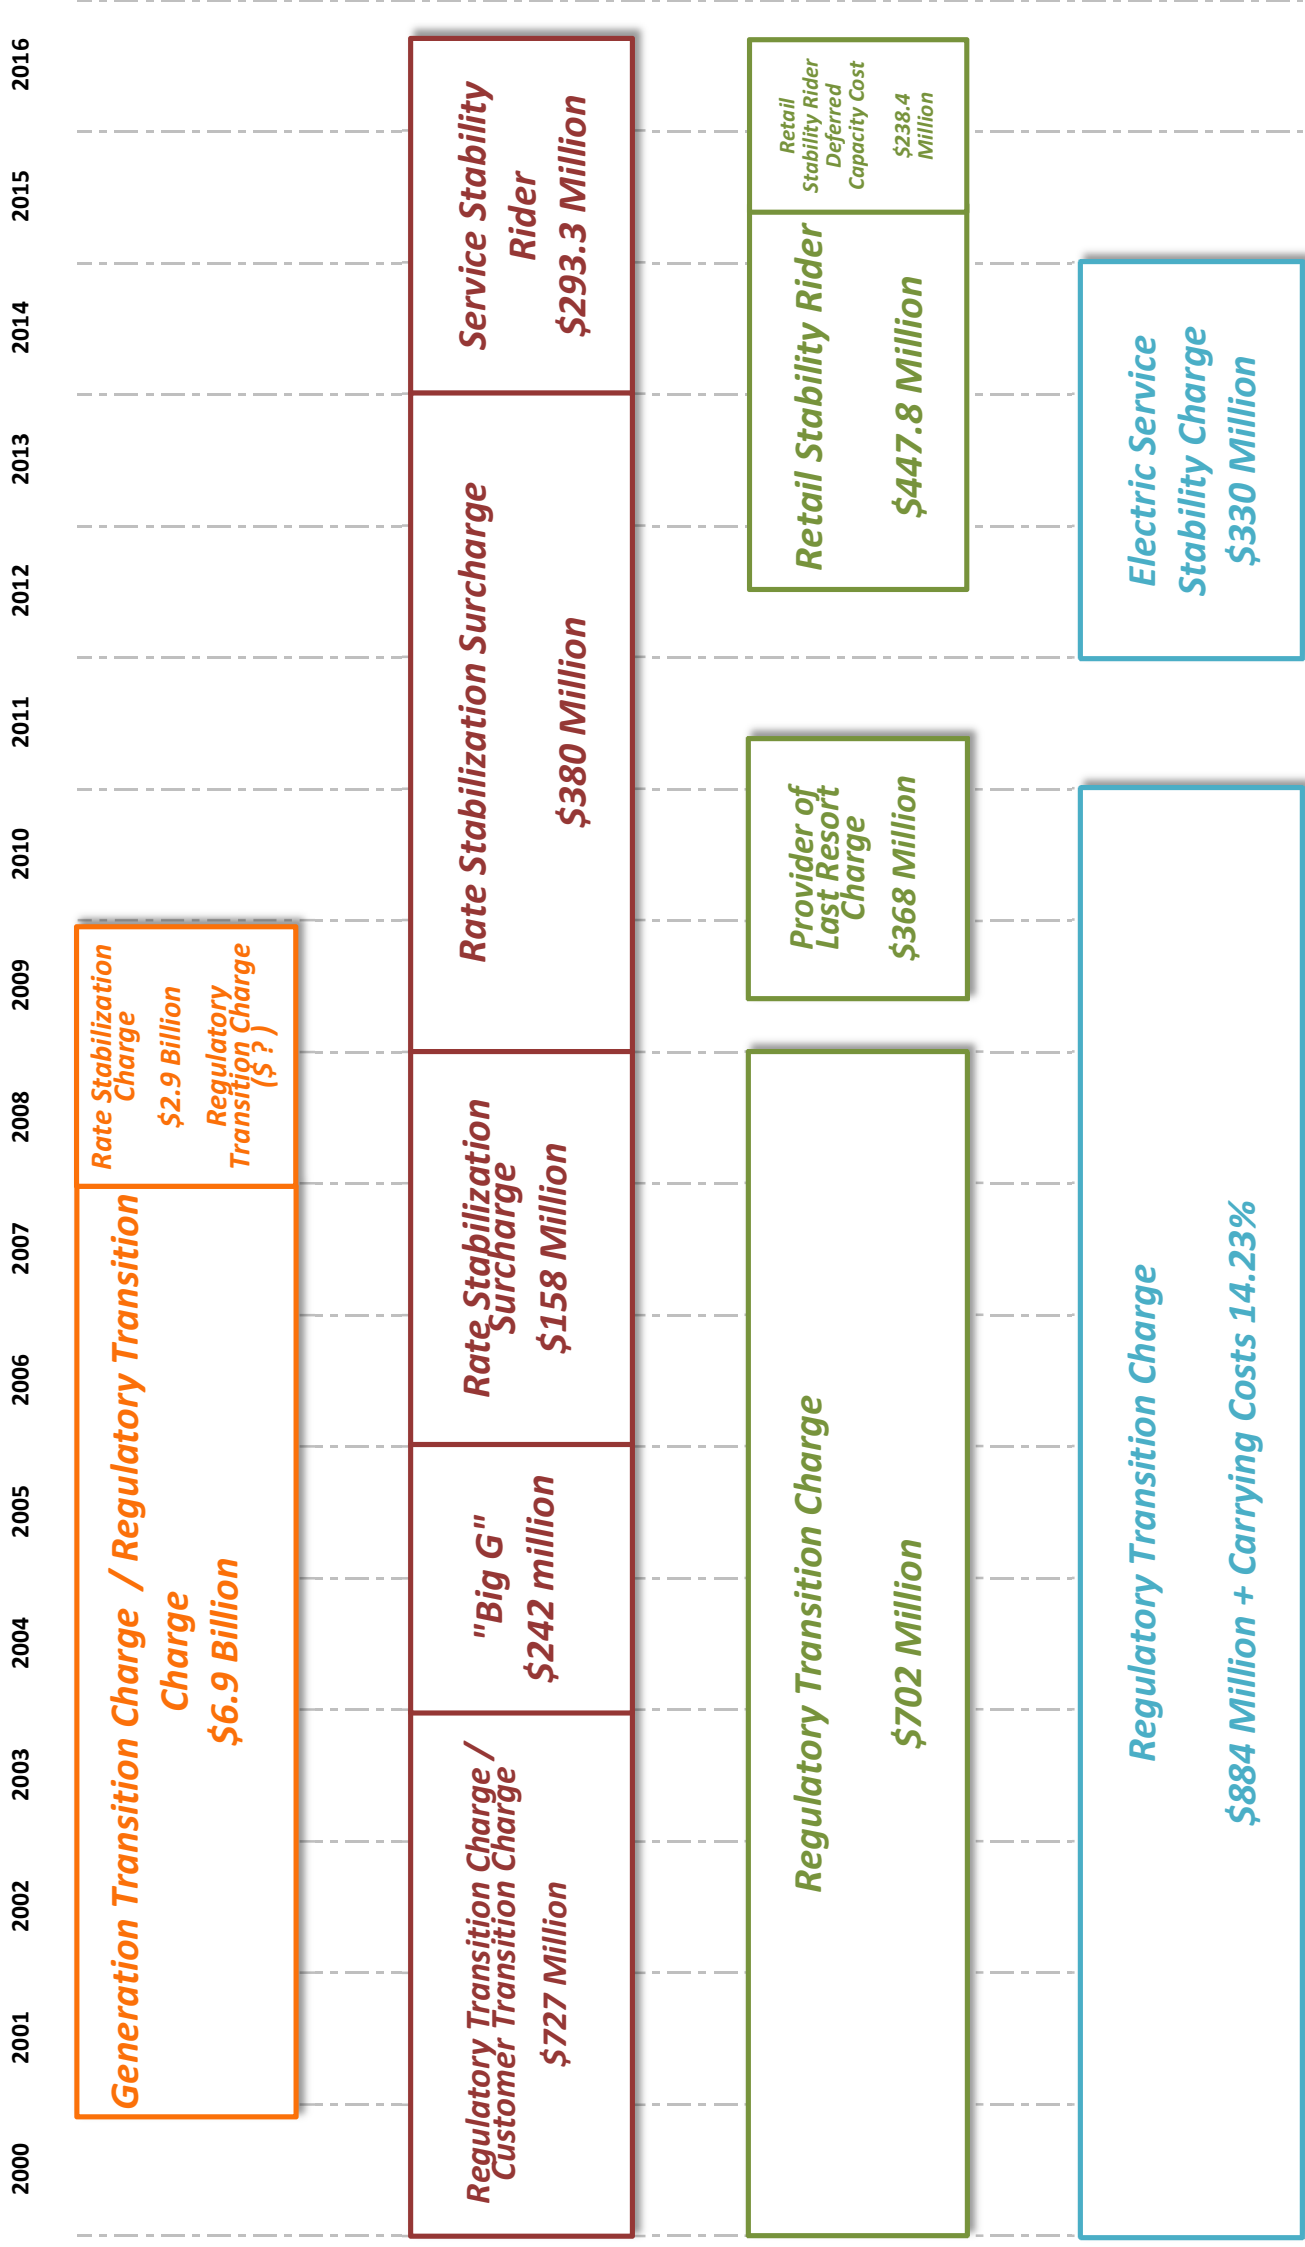 2000
2001
2002
2003
2004
2005
2006
2007
2008
2009
2010
2011
2012
2013
2014
2015
2016
Generation Transition Charge / Regulatory Transition
Charge
$6.9 Billion
Rate Stabilization
Charge
$2.9 Billion
Regulatory
Transition Charge
($ ? )
Regulatory Transition Charge /
Customer Transition Charge
$727 Million
"Big G"
$242 million
Rate Stabilization
Surcharge
$158 Million
Rate Stabilization Surcharge
$380 Million
Service Stability
Rider
$293.3 Million
Regulatory Transition Charge
$702 Million
Provider of
Last Resort
Charge
$368 Million
Retail Stability Rider
$447.8 Million
Retail
Stability Rider
Deferred
Capacity Cost
$238.4
Million
Regulatory Transition Charge
$884 Million + Carrying Costs 14.23%
Electric Service
Stability Charge
$330 Million